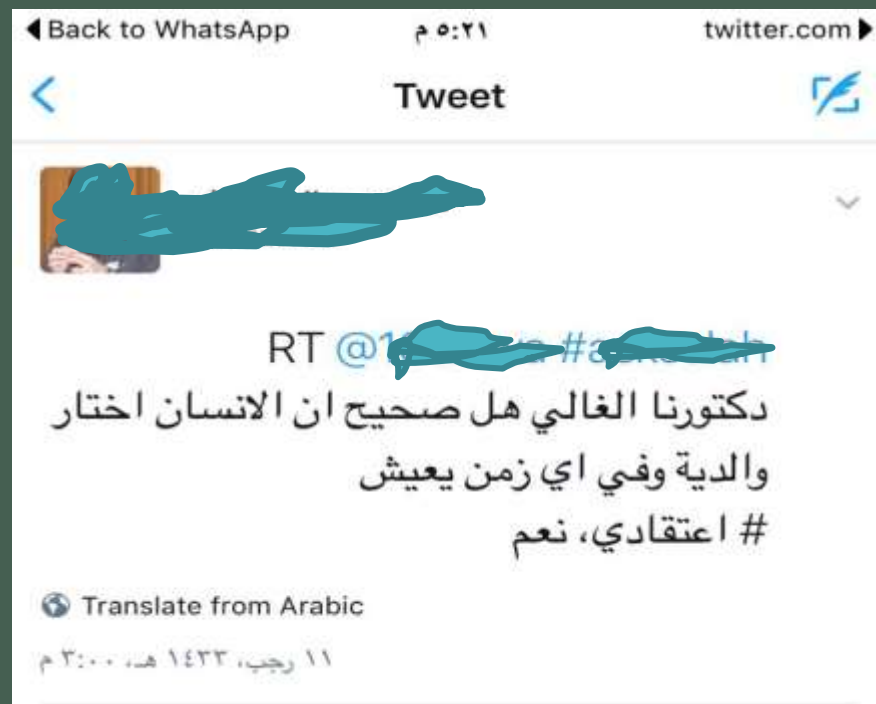 Back to WhatsApp ٥:٢١ م twitter.com
Tweet
RT
دكتورنا الغالي هل صحيح ان الانسان اختار
والدية وفي اي زمن يعيش
# اعتقادي، نعم
Translate from Arabic
١١ رجب، ١٤٣٣ هـ، ٣:٠٠ م